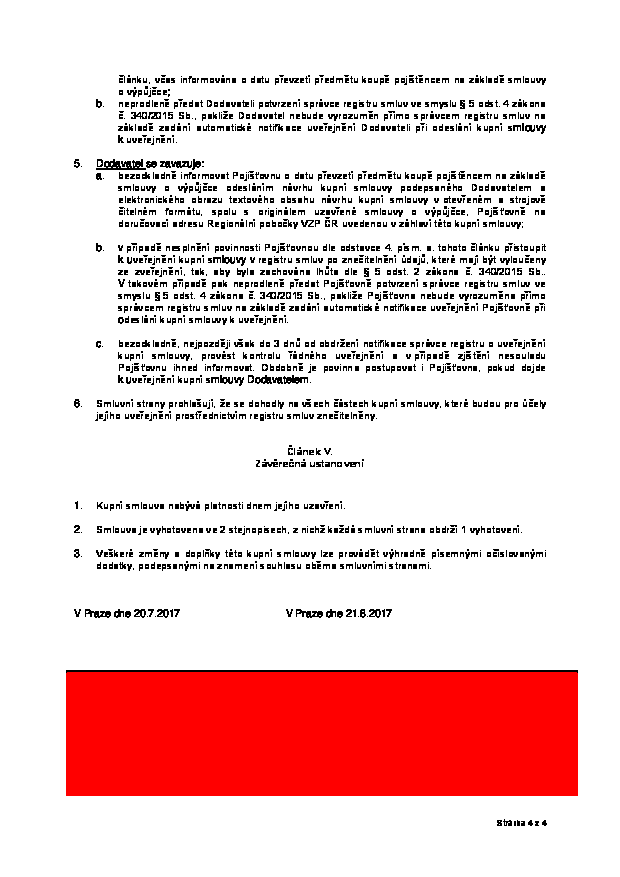 článku, včas informována o datu převzetí předmětu koupě pojištěncem na základě smlouvy
o výpůjčce;
b. neprodleně předat Dodavateli potvrzení správce registru smluv ve smyslu § 5 odst. 4 zákona
č. 340/2015 Sb., pakliže Dodavatel nebude vyrozuměn přímo správcem registru smluv na
základě zadání automatické notifikace uveřejnění Dodavateli při odeslání kupní smlouvy
k uveřejnění.
5. Dodavatel se zavazuje:
a. bezodkladně informovat Pojišťovnu o datu převzetí předmětu koupě pojištěncem na základě
smlouvy o výpůjčce odesláním návrhu kupní smlouvy podepsaného Dodavatelem a
elektronického obrazu textového obsahu návrhu kupní smlouvy v otevřeném a strojově
čitelném formátu, spolu s originálem uzavřené smlouvy o výpůjčce, Pojišťovně na
doručovací adresu Regionální pobočky VZP ČR uvedenou v záhlaví této kupní smlouvy;
b. v případě nesplnění povinnosti Pojišťovnou dle odstavce 4. písm. a. tohoto článku přistoupit
k uveřejnění kupní smlouvy v registru smluv po znečitelnění údajů, které mají být vyloučeny
ze zveřejnění, tak, aby byla zachována lhůta dle § 5 odst. 2 zákona č. 340/2015 Sb..
V takovém případě pak neprodleně předat Pojišťovně potvrzení správce registru smluv ve
smyslu § 5 odst. 4 zákona č. 340/2015 Sb., pakliže Pojišťovna nebude vyrozuměna přímo
správcem registru smluv na základě zadání automatické notifikace uveřejnění Pojišťovně při
odeslání kupní smlouvy k uveřejnění.
c. bezodkladně, nejpozději však do 3 dnů od obdržení notifikace správce registru o uveřejnění
kupní smlouvy, provést kontrolu řádného uveřejnění a v případě zjištění nesouladu
Pojišťovnu ihned informovat. Obdobně je povinna postupovat i Pojišťovna, pokud dojde
k uveřejnění kupní smlouvy Dodavatelem.
6. Smluvní strany prohlašují, že se dohodly na všech částech kupní smlouvy, které budou pro účely
jejího uveřejnění prostřednictvím registru smluv znečitelněny.
Článek V.
Závěrečná ustanovení
1. Kupní smlouva nabývá platnosti dnem jejího uzavření.
2. Smlouva je vyhotovena ve 2 stejnopisech, z nichž každá smluvní strana obdrží 1 vyhotovení.
3. Veškeré změny a doplňky této kupní smlouvy lze provádět výhradně písemnými očíslovanými
dodatky, podepsanými na znamení souhlasu oběma smluvními stranami.
V Praze dne 20.7.2017 V Praze dne 21.8.2017
Stránka 4 z 4